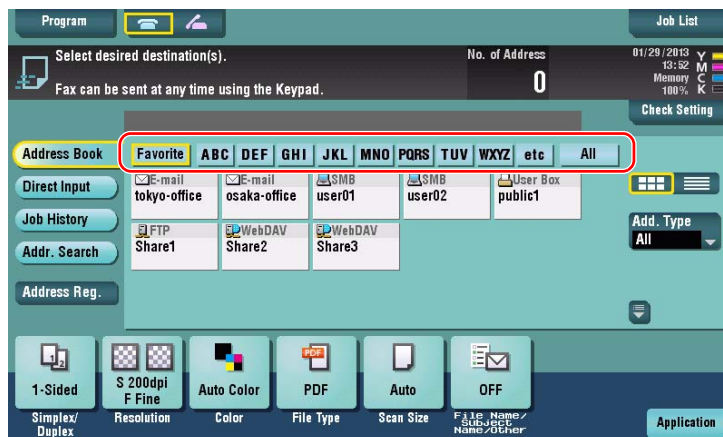 Program
Job List
Select desired destination(s).
No. of Address
01/29/2013
13:52
Memory
100%
Y
M
C
K
Fax can be sent at any time using the Keypad.
0
Check Setting
Address Book
Favorite ABC DEF GHI JKL MNO PQRS TUV WXYZ etc All
Direct Input
E-mail
tokyo-office
E-mail
osaka-office
SMB
user01
SMB
user02
User Box
public1
Job History
Add. Type
All
Addr. Search
FTP
Share1
WebDAV
Share2
WebDAV
Share3
Address Reg.
1 2
1-Sided
S 200dpi
F Fine
Auto Color
PDF
PDF
Auto
OFF
Simplex/
Duplex
Resolution
Color
File Type
Scan Size
File Name/
Subject
Name/Other
Application